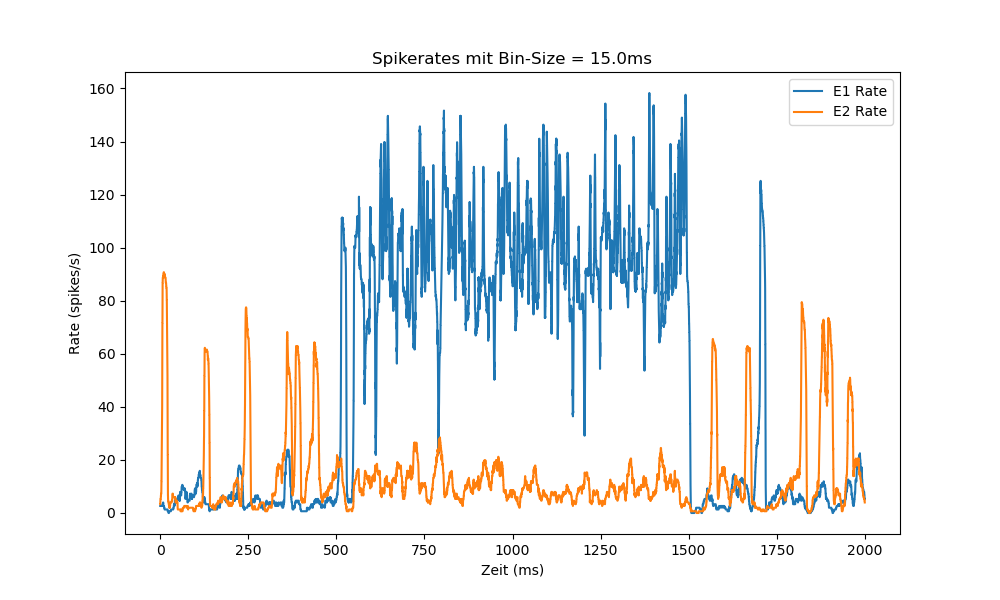 Spikerates mit Bin-Size = 15.0ms
E1 Rate
E2 Rate
Rate (spikes/s)
160
140
120
100
80
60
40
20
0
0 250 500 750 1000 1250 1500 1750 2000
Zeit (ms)